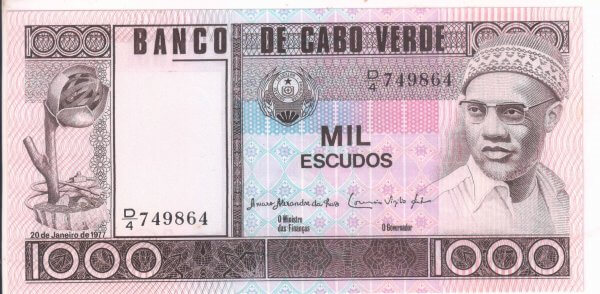 1000
BANCO DE CABO VERDE
D/4 749864
MIL
ESCUDOS
D/4 749864
O Ministro
das Finanças
O Governador
20 de Janeiro de 1977
1000
1000